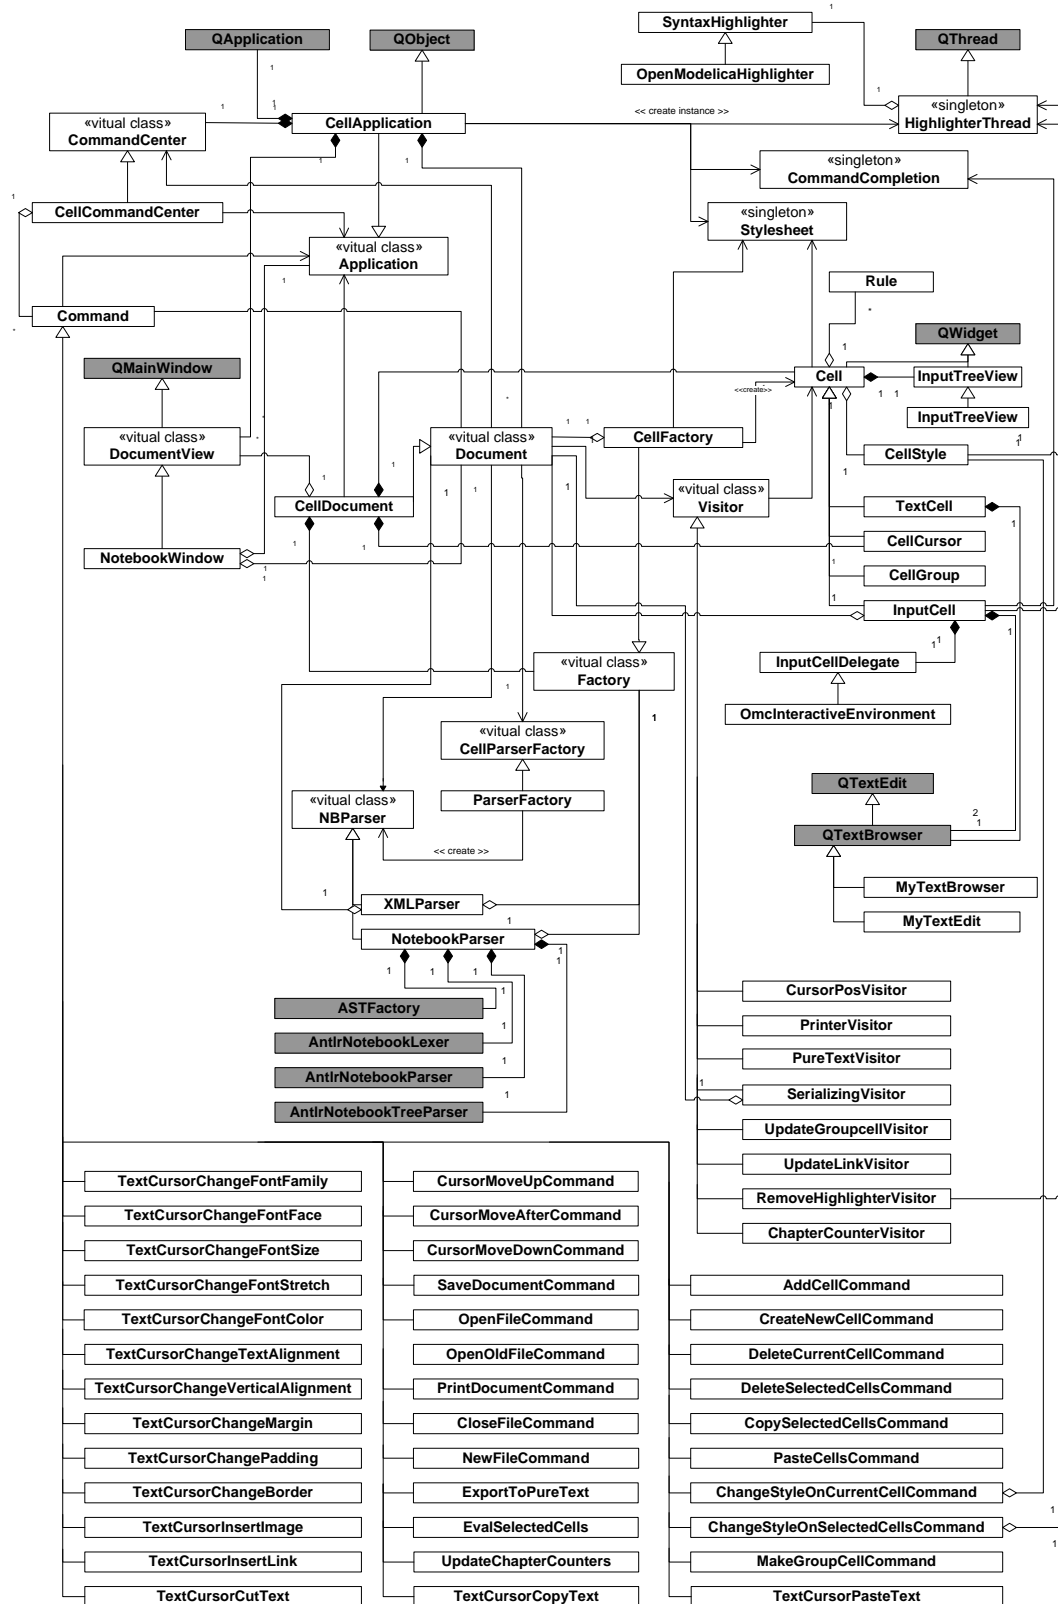 SyntaxHighlighter
QApplication
QObject
QThread
OpenModelicaHighlighter
<< create instance >>
«singleton»
HighlighterThread
«vitual class»
CommandCenter
CellApplication
«singleton»
CommandCompletion
CellCommandCenter
«singleton»
Stylesheet
«vitual class»
Application
Rule
Command
QWidget
QMainWindow
Cell
InputTreeView
<<create>>
InputTreeView
«vitual class»
DocumentView
«vitual class»
Document
CellFactory
CellStyle
CellDocument
«vitual class»
Visitor
TextCell
CellCursor
NotebookWindow
CellGroup
InputCell
«vitual class»
Factory
InputCellDelegate
OmcInteractiveEnvironment
«vitual class»
CellParserFactory
QTextEdit
«vitual class»
NBParser
ParserFactory
2
QTextBrowser
<< create >>
MyTextBrowser
XMLParser
MyTextEdit
NotebookParser
CursorPosVisitor
ASTFactory
PrinterVisitor
AntlrNotebookLexer
PureTextVisitor
AntlrNotebookParser
SerializingVisitor
AntlrNotebookTreeParser
UpdateGroupcellVisitor
UpdateLinkVisitor
TextCursorChangeFontFamily
CursorMoveUpCommand
RemoveHighlighterVisitor
TextCursorChangeFontFace
CursorMoveAfterCommand
ChapterCounterVisitor
TextCursorChangeFontSize
CursorMoveDownCommand
TextCursorChangeFontStretch
SaveDocumentCommand
AddCellCommand
TextCursorChangeFontColor
OpenFileCommand
CreateNewCellCommand
TextCursorChangeTextAlignment
OpenOldFileCommand
DeleteCurrentCellCommand
TextCursorChangeVerticalAlignment
PrintDocumentCommand
DeleteSelectedCellsCommand
TextCursorChangeMargin
CloseFileCommand
CopySelectedCellsCommand
TextCursorChangePadding
NewFileCommand
PasteCellsCommand
TextCursorChangeBorder
ExportToPureText
ChangeStyleOnCurrentCellCommand
TextCursorInsertImage
EvalSelectedCells
ChangeStyleOnSelectedCellsCommand
TextCursorInsertLink
UpdateChapterCounters
MakeGroupCellCommand
TextCursorCutText
TextCursorCopyText
TextCursorPasteText